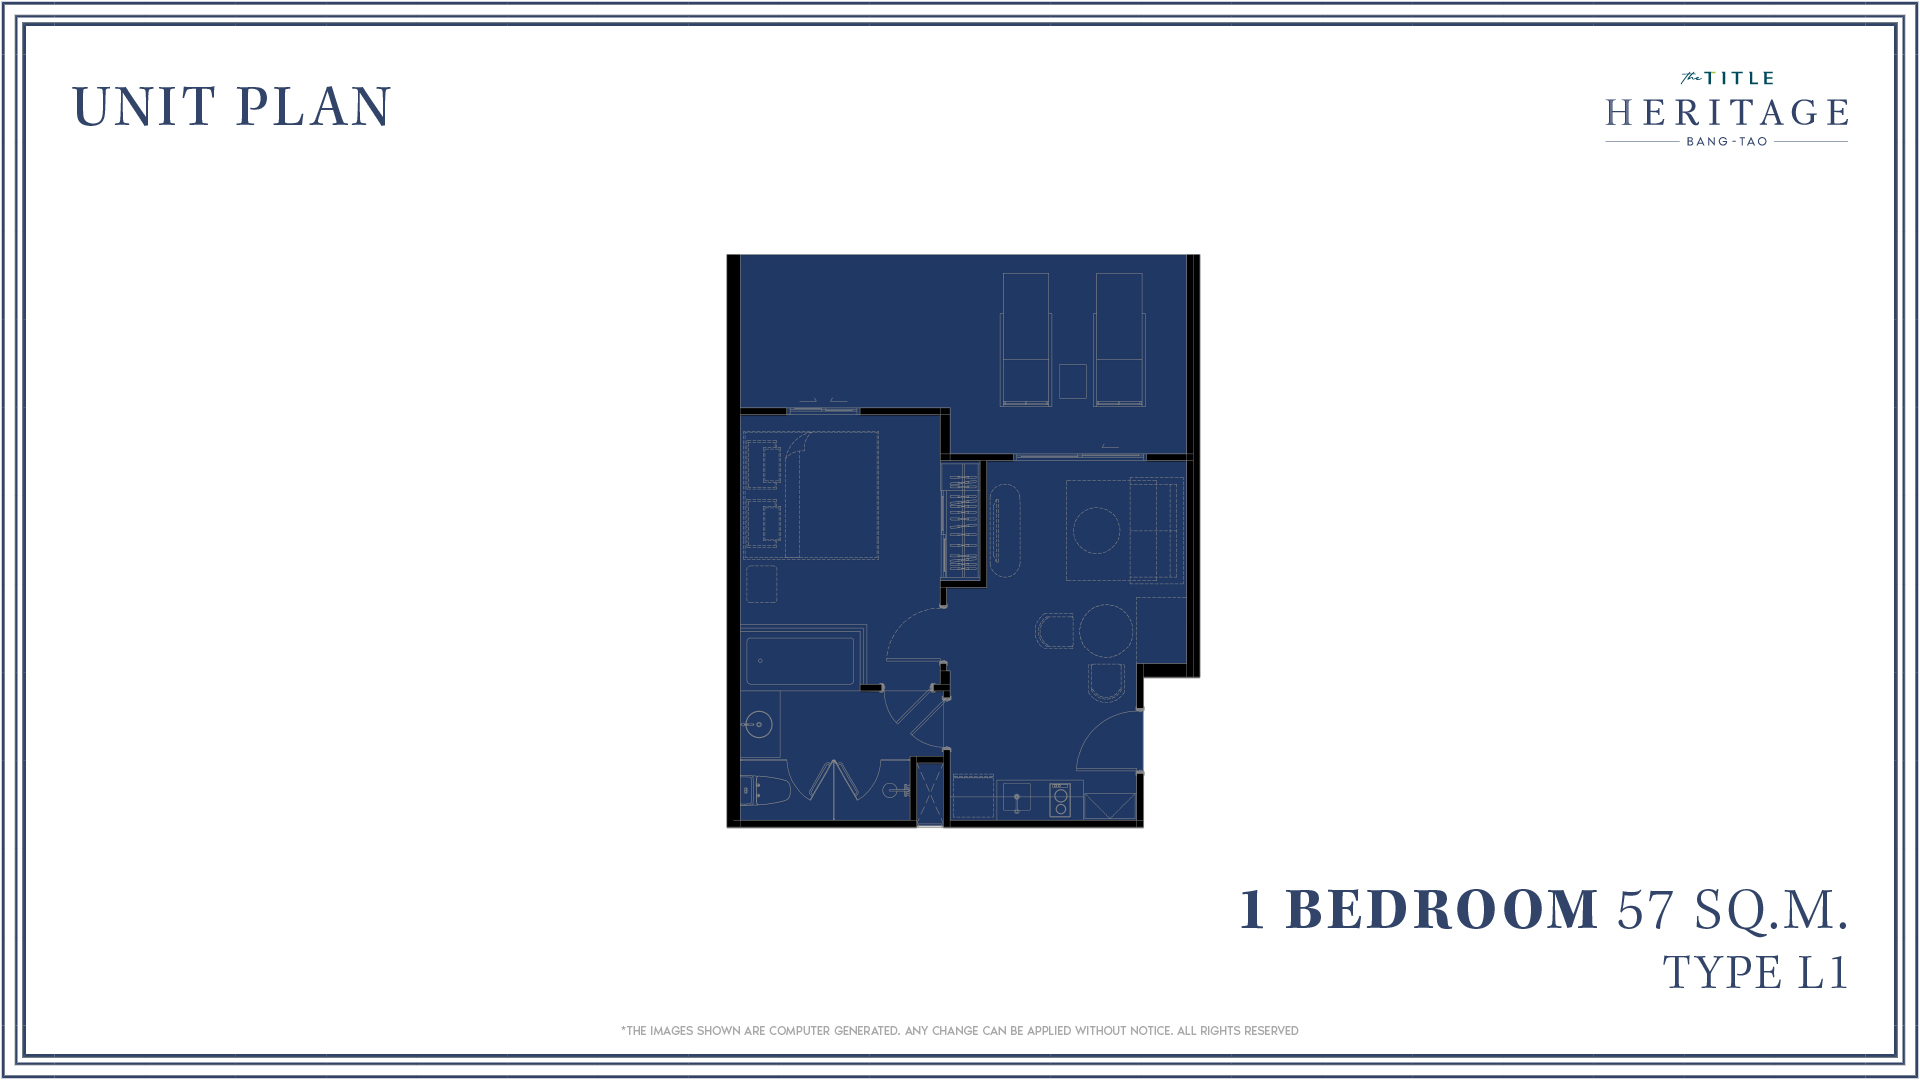 UNIT PLAN
the TITLE
HERITAGE
BANG-TAO
1 BEDROOM 57 SQ.M.
TYPE L1
*THE IMAGES SHOWN ARE COMPUTER GENERATED. ANY CHANGE CAN BE APPLIED WITHOUT NOTICE. ALL RIGHTS RESERVED